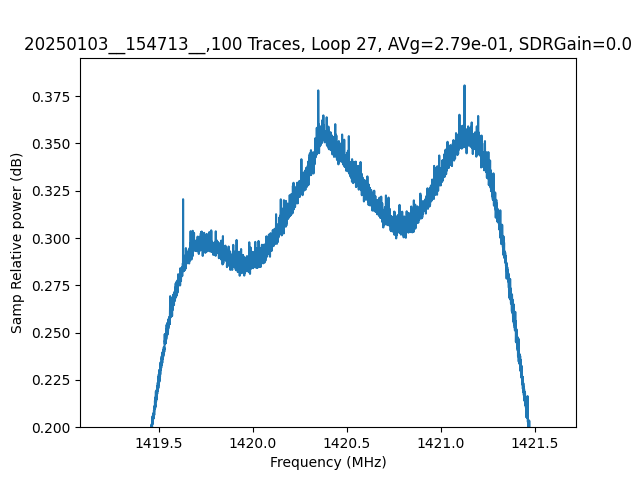 20250103__154713__,100 Traces, Loop 27, AVg=2.79e-01, SDRGain=0.0
0.375
0.350
0.325
0.300
0.275
0.250
0.225
0.200
Samp Relative power (dB)
1419.5 1420.0 1420.5 1421.0 1421.5
Frequency (MHz)